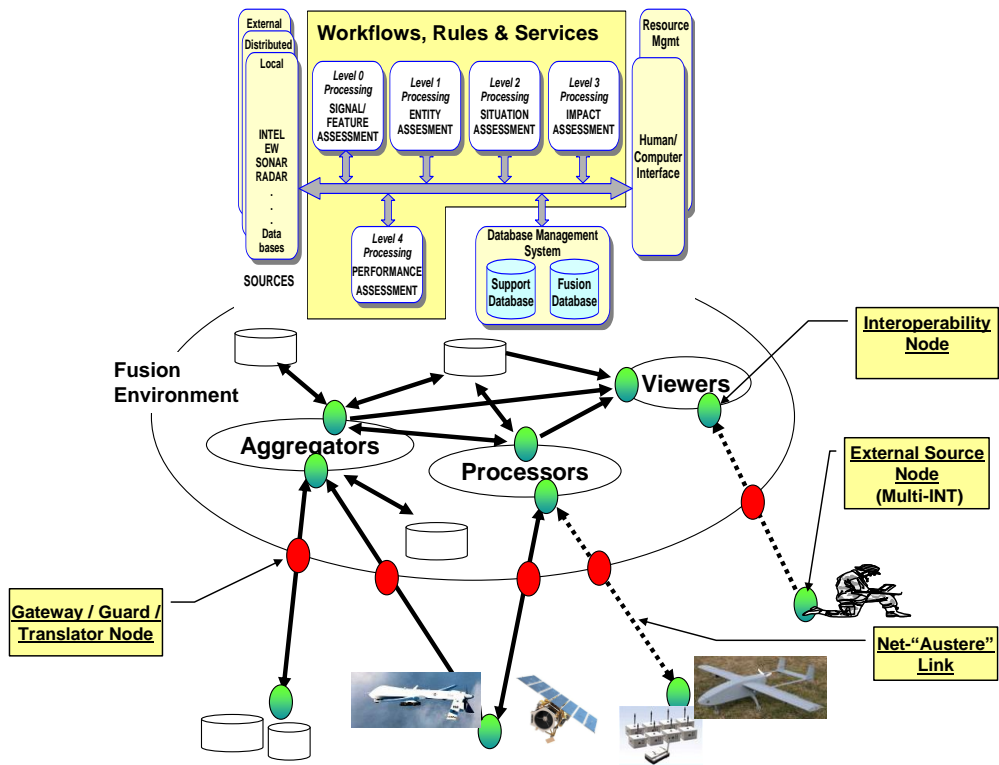 External
Distributed
Local
INTEL
EW
SONAR
RADAR
.
.
.
Data
bases
SOURCES
Workflows, Rules & Services
Level 0
Processing
SIGNAL/
FEATURE
ASSESSMENT
Level 1
Processing
ENTITY
ASSESMENT
Level 2
Processing
SITUATION
ASSESSMENT
Level 3
Processing
IMPACT
ASSESSMENT
Resource
Mgmt
Human/
Computer
Interface
Level 4
Processing
PERFORMANCE
ASSESSMENT
Database Management
System
Support
Database
Fusion
Database
Fusion
Environment
Aggregators
Processors
Viewers
Interoperability
Node
External Source
Node
(Multi-INT)
Gateway / Guard /
Translator Node
Net-“Austere”
Link